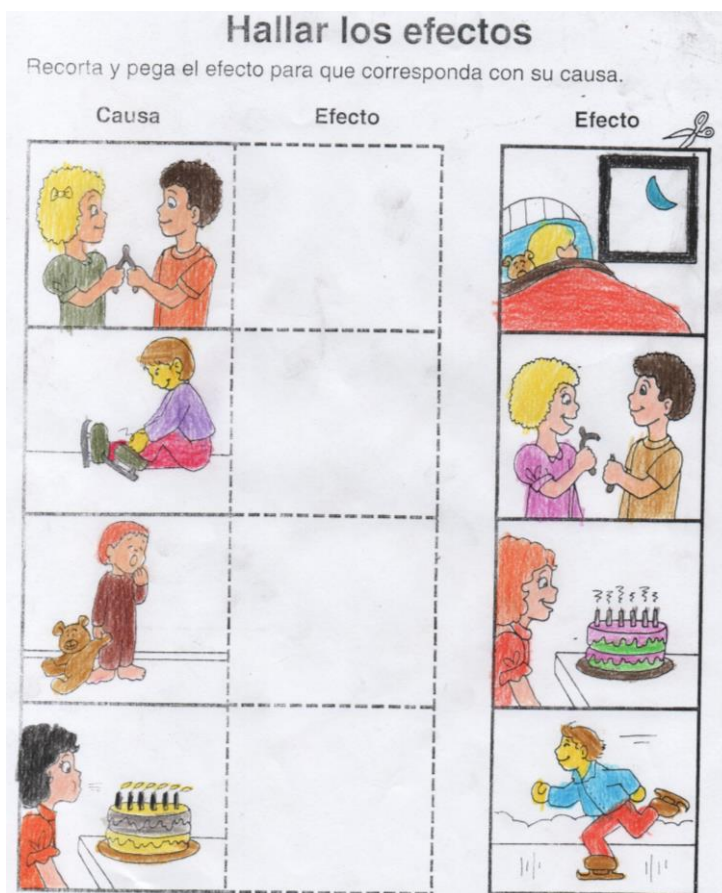 Hallar los efectos
Recorta y pega el efecto para que corresponda con su causa.
Causa
Efecto
Efecto